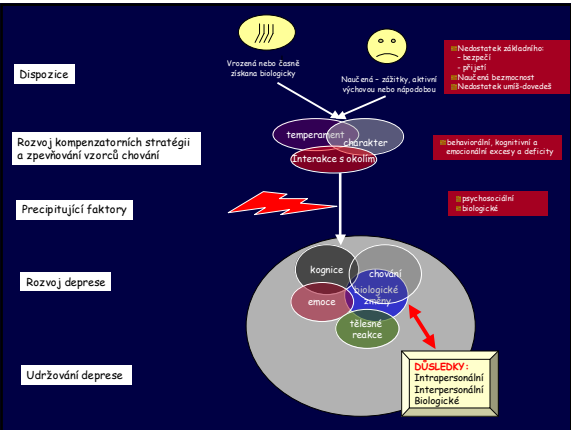 Dispozice
Vrozená nebo časně
získana biologicky
Naučená – zážitky, aktivní
výchovou nebo nápodobou
Nedostatek základního:
- bezpečí
- přijetí
Naučená bezmocnost
Nedostatek umíš-dovedeš
Rozvoj kompenzatorních stratégii
a zpevňování vzorců chování
temperament
charakter
Interakce s okolím
behaviorální, kognitivní a
emocionální excesy a deficity
Precipitující faktory
psychosociální
biologické
Rozvoj deprese
kognice
chování
emoce
biologické
změny
tělesné
reakce
Udržování deprese
DŮSLEDKY:
Intrapersonální
Interpersonální
Biologické